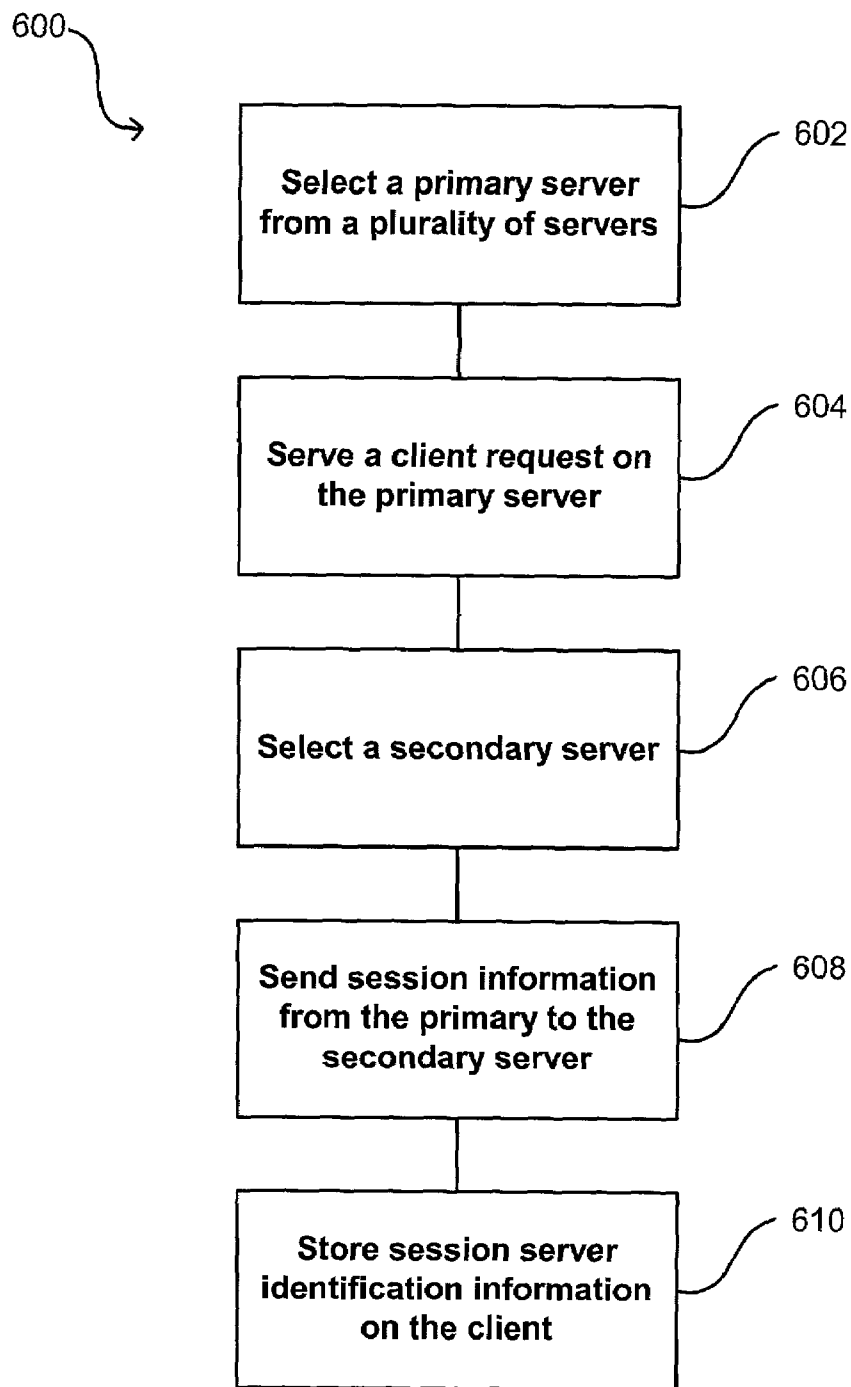 600
602
Select a primary server
from a plurality of servers
604
Serve a client request on
the primary server
606
Select a secondary server
608
Send session information
from the primary to the
secondary server
610
Store session server
identification information
on the client